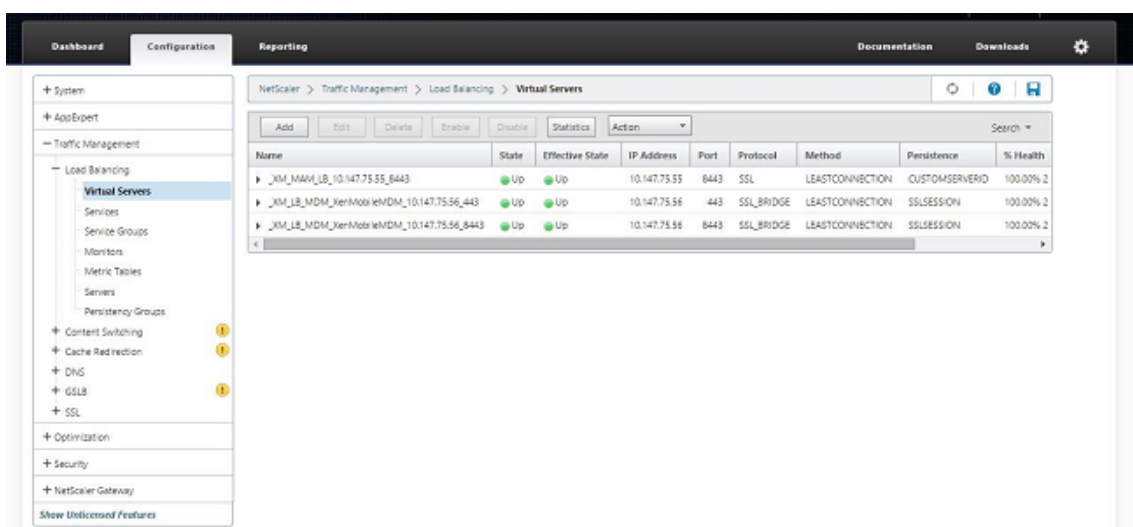 Dashboard Configuration Reporting Documentation Downloads
+ System
NetScaler > Traffic Management > Load Balancing > Virtual Servers
+ AppExpert
Add Edit Delete Enable Disable Statistics Action Search
− Traffic Management
Name State Effective State IP Address Port Protocol Method Persistence % Health
− Load Balancing
_XM_MAM_LB_10.147.75.55_8443 Up Up 10.147.75.55 8443 SSL LEASTCONNECTION CUSTOMSERVERID 100.00% 2
Virtual Servers
_XM_LB_MDM_XenMobileMDM_10.147.75.56_443 Up Up 10.147.75.56 443 SSL_BRIDGE LEASTCONNECTION SSLSESSION 100.00% 2
Services
_XM_LB_MDM_XenMobileMDM_10.147.75.56_8443 Up Up 10.147.75.56 8443 SSL_BRIDGE LEASTCONNECTION SSLSESSION 100.00% 2
Service Groups
Monitors
Metric Tables
Servers
Persistency Groups
+ Content Switching
+ Cache Redirection
+ DNS
+ GSLB
+ SSL
+ Optimization
+ Security
+ NetScaler Gateway
Show Unlicensed Features